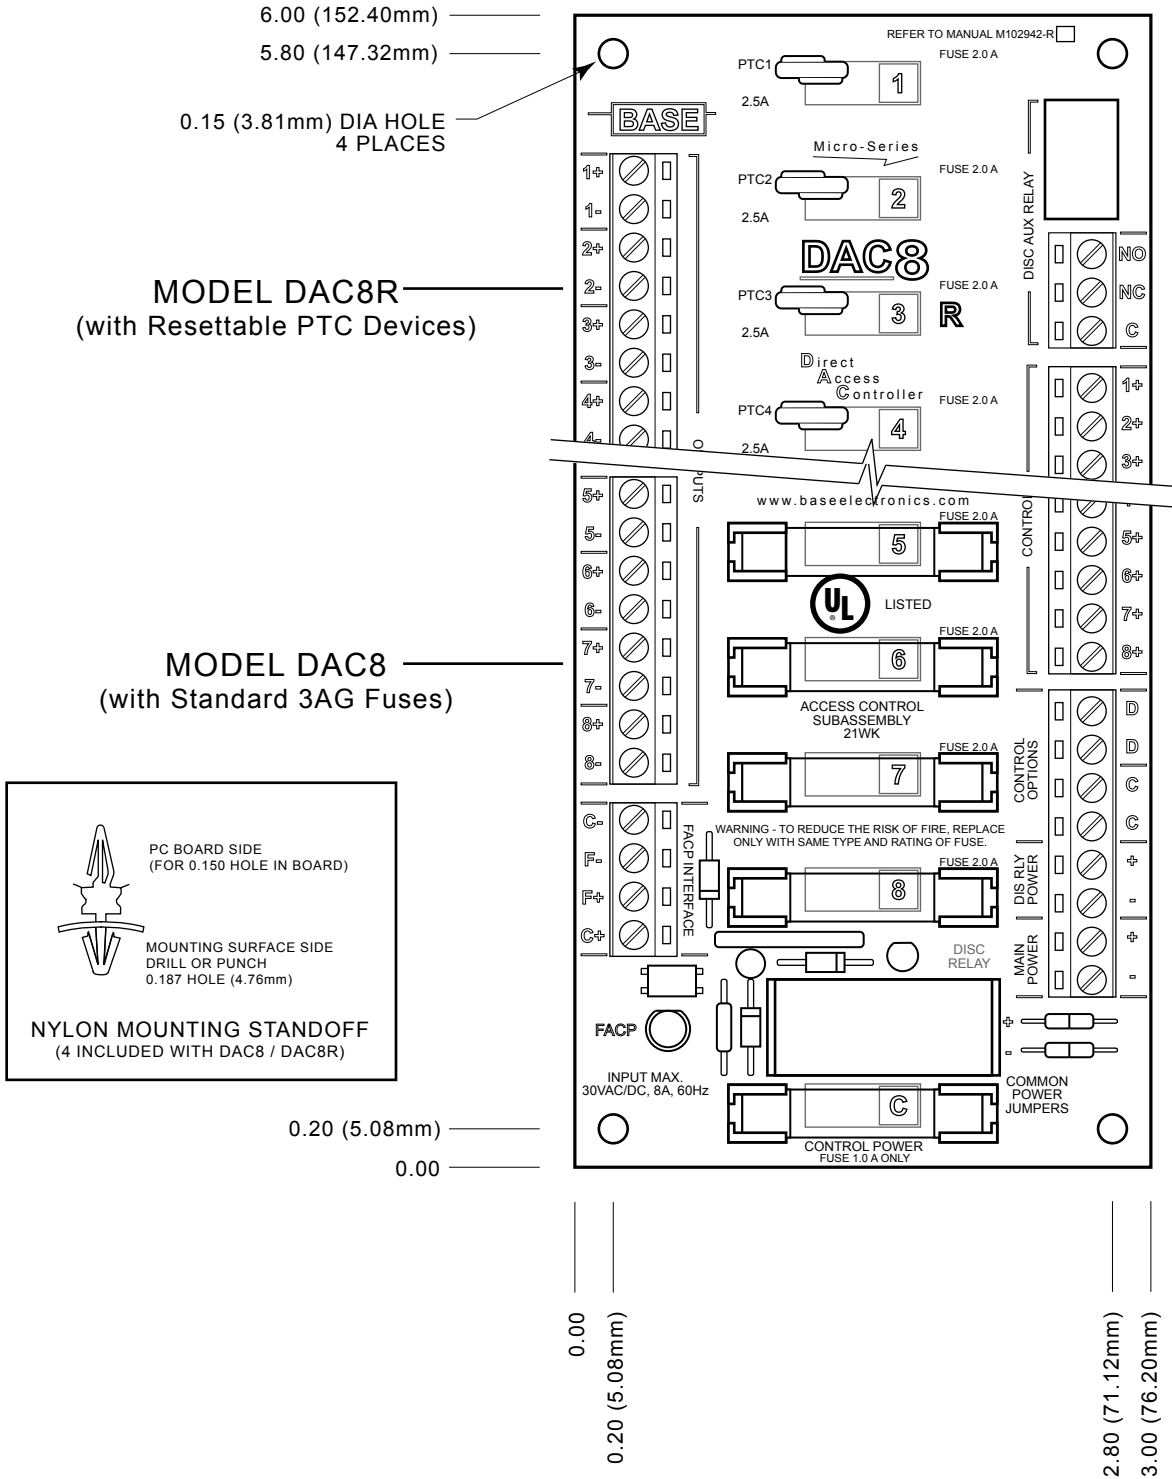 6.00 (152.40mm)
5.80 (147.32mm)
0.15 (3.81mm) DIA HOLE
4 PLACES
MODEL DAC8R
(with Resettable PTC Devices)
MODEL DAC8
(with Standard 3AG Fuses)
PC BOARD SIDE
(FOR 0.150 HOLE IN BOARD)
MOUNTING SURFACE SIDE
DRILL OR PUNCH
0.187 HOLE (4.76mm)
NYLON MOUNTING STANDOFF
(4 INCLUDED WITH DAC8 / DAC8R)
0.20 (5.08mm)
0.00
REFER TO MANUAL M102942-R
BASE
PTC1
2.5A
1
FUSE 2.0 A
Micro-Series
PTC2
2.5A
2
FUSE 2.0 A
DAC8
R
PTC3
2.5A
3
FUSE 2.0 A
Direct
Access
Controller
PTC4
2.5A
4
FUSE 2.0 A
1+
1-
2+
2-
3+
3-
4+
4-
5+
5-
6+
6-
7+
7-
8+
8-
C-
F-
F+
C+
FACP INTERFACE
www.baseelectronics.com
FUSE 2.0 A
5
UL
®
LISTED
FUSE 2.0 A
6
ACCESS CONTROL
SUBASSEMBLY
21WK
FUSE 2.0 A
7
WARNING - TO REDUCE THE RISK OF FIRE, REPLACE
ONLY WITH SAME TYPE AND RATING OF FUSE.
FUSE 2.0 A
8
DISC
RELAY
FACP
INPUT MAX.
30VAC/DC, 8A, 60Hz
C
CONTROL POWER
FUSE 1.0 A ONLY
+
-
COMMON
POWER
JUMPERS
DISC AUX RELAY
NO
NC
C
CONTROL
1+
2+
3+
5+
6+
7+
8+
CONTROL
OPTIONS
D
D
C
C
DIS RLY
POWER
+
-
MAIN
POWER
+
-
0.00
0.20 (5.08mm)
2.80 (71.12mm)
3.00 (76.20mm)